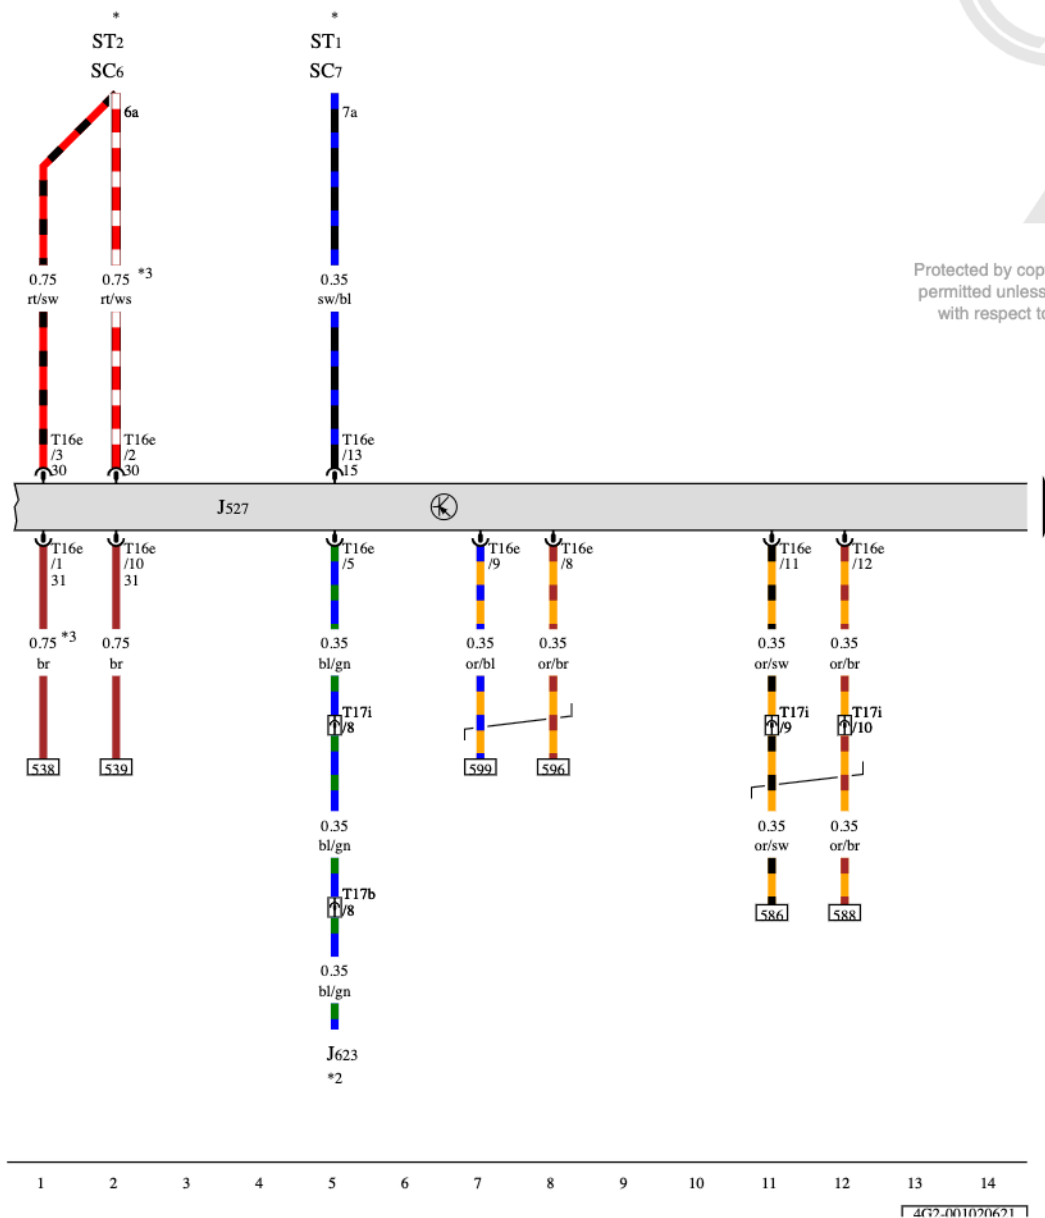 * *
ST2 ST1
SC6 SC7
6a 7a
0.75 0.75 *3 0.35
rt/sw rt/ws sw/bl
Protected by cop
permitted unless
with respect to
T16e T16e T16e
/3 /2 /13
30 30 15
J527
T16e T16e T16e T16e T16e T16e T16e
/1 /10 /5 /9 /8 /11 /12
31 31
0.75 *3 0.75 0.35 0.35 0.35 0.35 0.35
br br bl/gn or/bl or/br or/sw or/br
T17i T17i T17i
/8 /9 /10
538 539 599 596
0.35 0.35 0.35
bl/gn or/sw or/br
T17b
/8
586 588
0.35
bl/gn
J623
*2
1 2 3 4 5 6 7 8 9 10 11 12 13 14
4G2-001020621